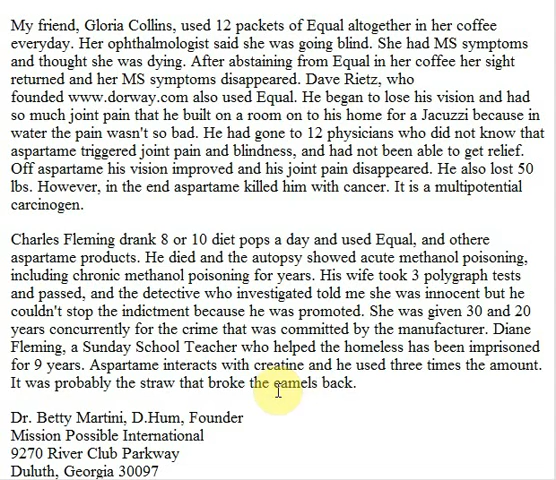 My friend, Gloria Collins, used 12 packets of Equal altogether in her coffee
everyday. Her ophthalmologist said she was going blind. She had MS symptoms
and thought she was dying. After abstaining from Equal in her coffee her sight
returned and her MS symptoms disappeared. Dave Rietz, who
founded www.dorway.com also used Equal. He began to lose his vision and had
so much joint pain that he built on a room on to his home for a Jacuzzi because in
water the pain wasn't so bad. He had gone to 12 physicians who did not know that
aspartame triggered joint pain and blindness, and had not been able to get relief.
Off aspartame his vision improved and his joint pain disappeared. He also lost 50
lbs. However, in the end aspartame killed him with cancer. It is a multipotential
carcinogen.
Charles Fleming drank 8 or 10 diet pops a day and used Equal, and othere
aspartame products. He died and the autopsy showed acute methanol poisoning,
including chronic methanol poisoning for years. His wife took 3 polygraph tests
and passed, and the detective who investigated told me she was innocent but he
couldn't stop the indictment because he was promoted. She was given 30 and 20
years concurrently for the crime that was committed by the manufacturer. Diane
Fleming, a Sunday School Teacher who helped the homeless has been imprisoned
for 9 years. Aspartame interacts with creatine and he used three times the amount.
It was probably the straw that broke the camels back.
Dr. Betty Martini, D.Hum, Founder
Mission Possible International
9270 River Club Parkway
Duluth, Georgia 30097